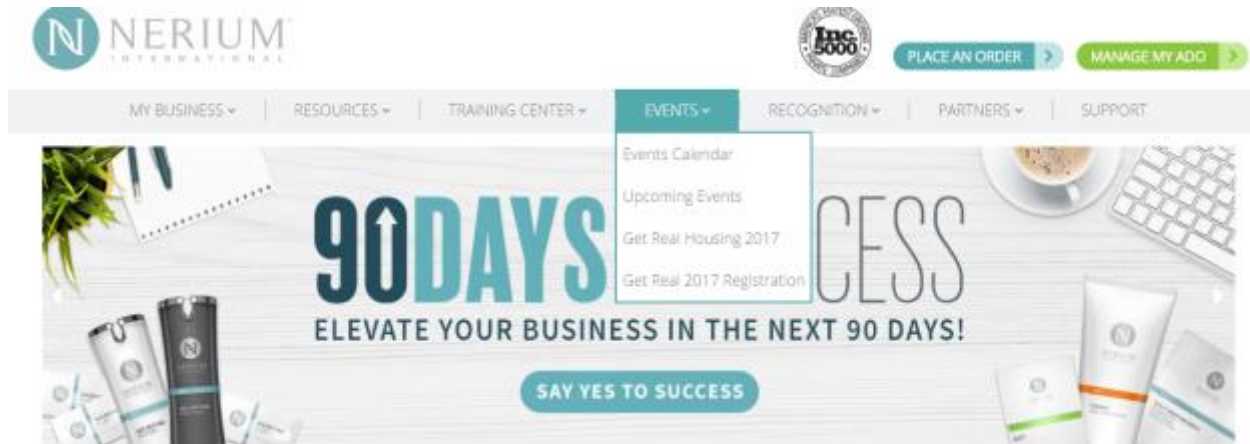 NERIUM
INTERNATIONAL
Inc.
5000
PLACE AN ORDER
MANAGE MY ADO
MY BUSINESS
RESOURCES
TRAINING CENTER
EVENTS
RECOGNITION
PARTNERS
SUPPORT
Events Calendar
Upcoming Events
Get Real Housing 2017
Get Real 2017 Registration
90DAYS CESS
ELEVATE YOUR BUSINESS IN THE NEXT 90 DAYS!
SAY YES TO SUCCESS